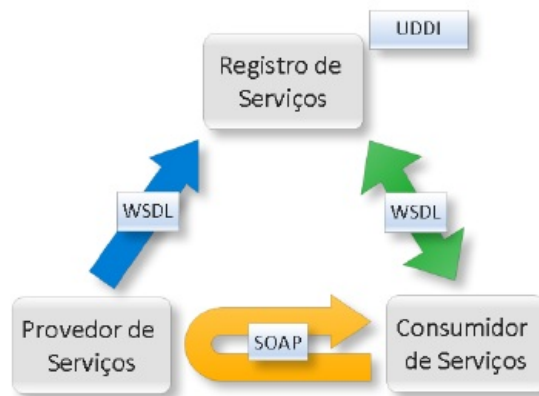 UDDI
Registro de
Serviços
WSDL
WSDL
Provedor de
Serviços
SOAP
Consumidor
de Serviços